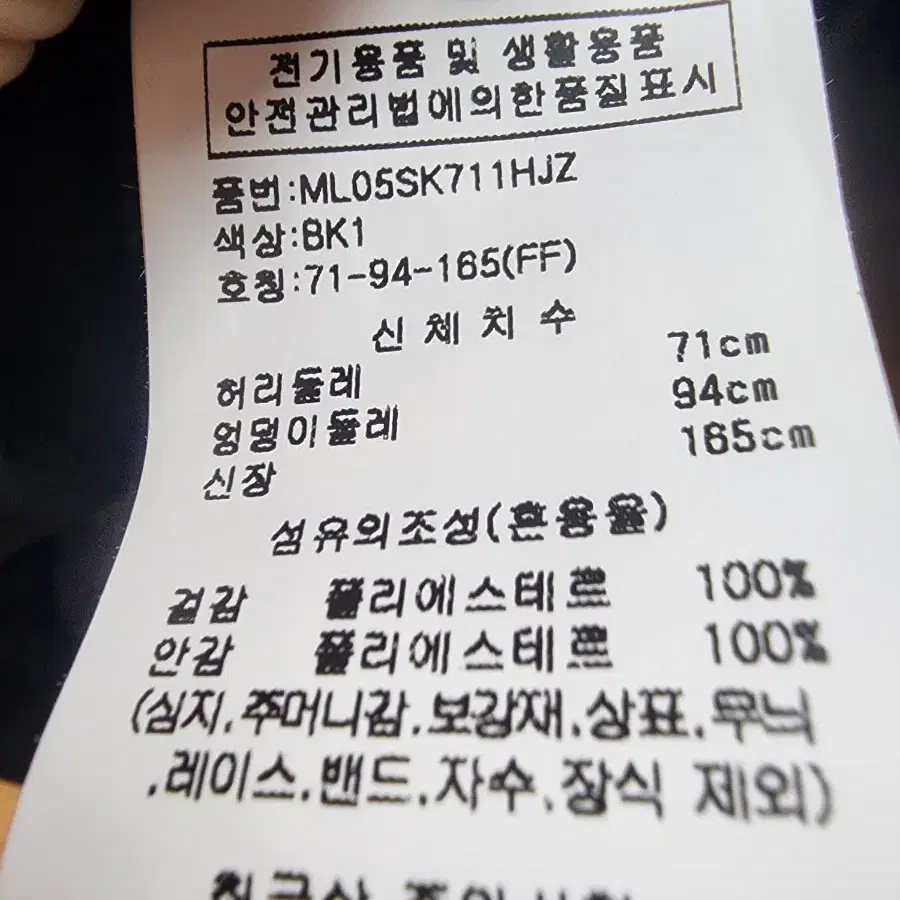 전기용품 및 생활용품
안전관리법에의한품질표시
품번:ML05SK711HJZ
색상:BK1
호칭:71-94-165(FF)
신체치수
허리둘레 71cm
엉덩이둘레 94cm
신장 165cm
섬유의조성(혼용율)
겉감 폴리에스테르 100%
안감 폴리에스테르 100%
(심지.주머니감.보강재.상표.무늬
.레이스.밴드.자수.장식 제외)